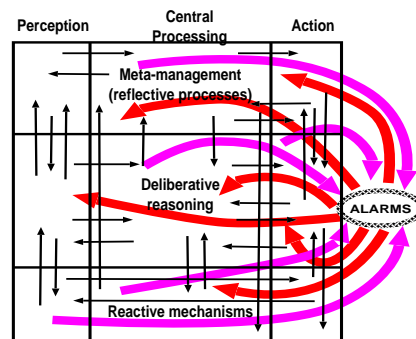 Perception
Central
Processing
Action
Meta-management
(reflective processes)
Deliberative
reasoning
ALARMS
Reactive mechanisms